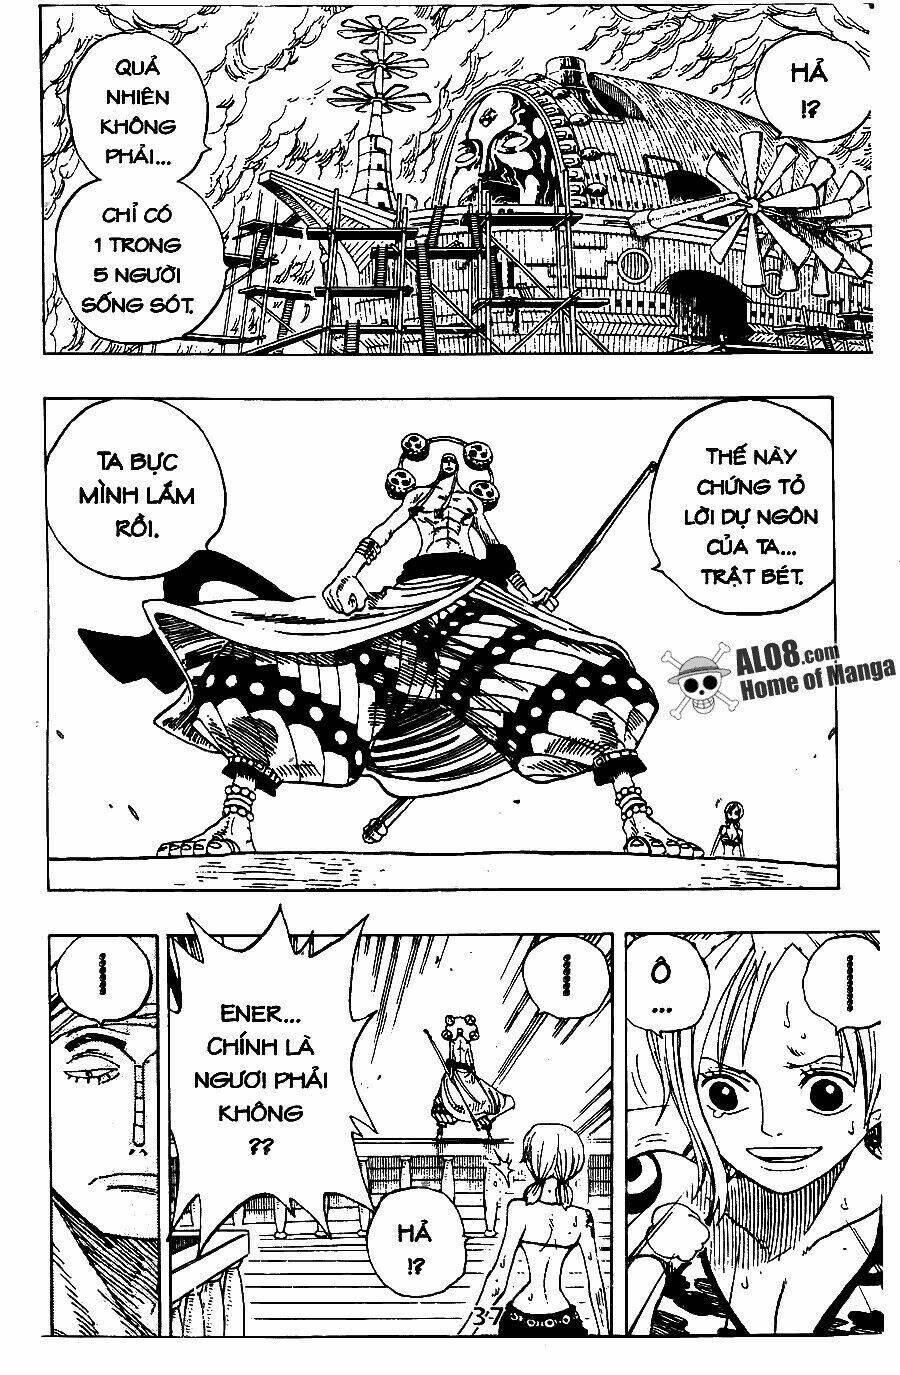 HẢ
!?
QUẢ
NHIÊN
KHÔNG
PHẢI...
CHỈ CÓ
1 TRONG
5 NGƯỜI
SỐNG SÓT.
THẾ NÀY
CHỨNG TỎ
LỜI DỰ NGÔN
CỦA TA...
TRẬT BÉT.
TA BỰC
MÌNH LẮM
RỒI.
ALO8.com
Home of Manga
Ô
...
ENER...
CHÍNH LÀ
NGƯƠI PHẢI
KHÔNG
??
HẢ
!?
37